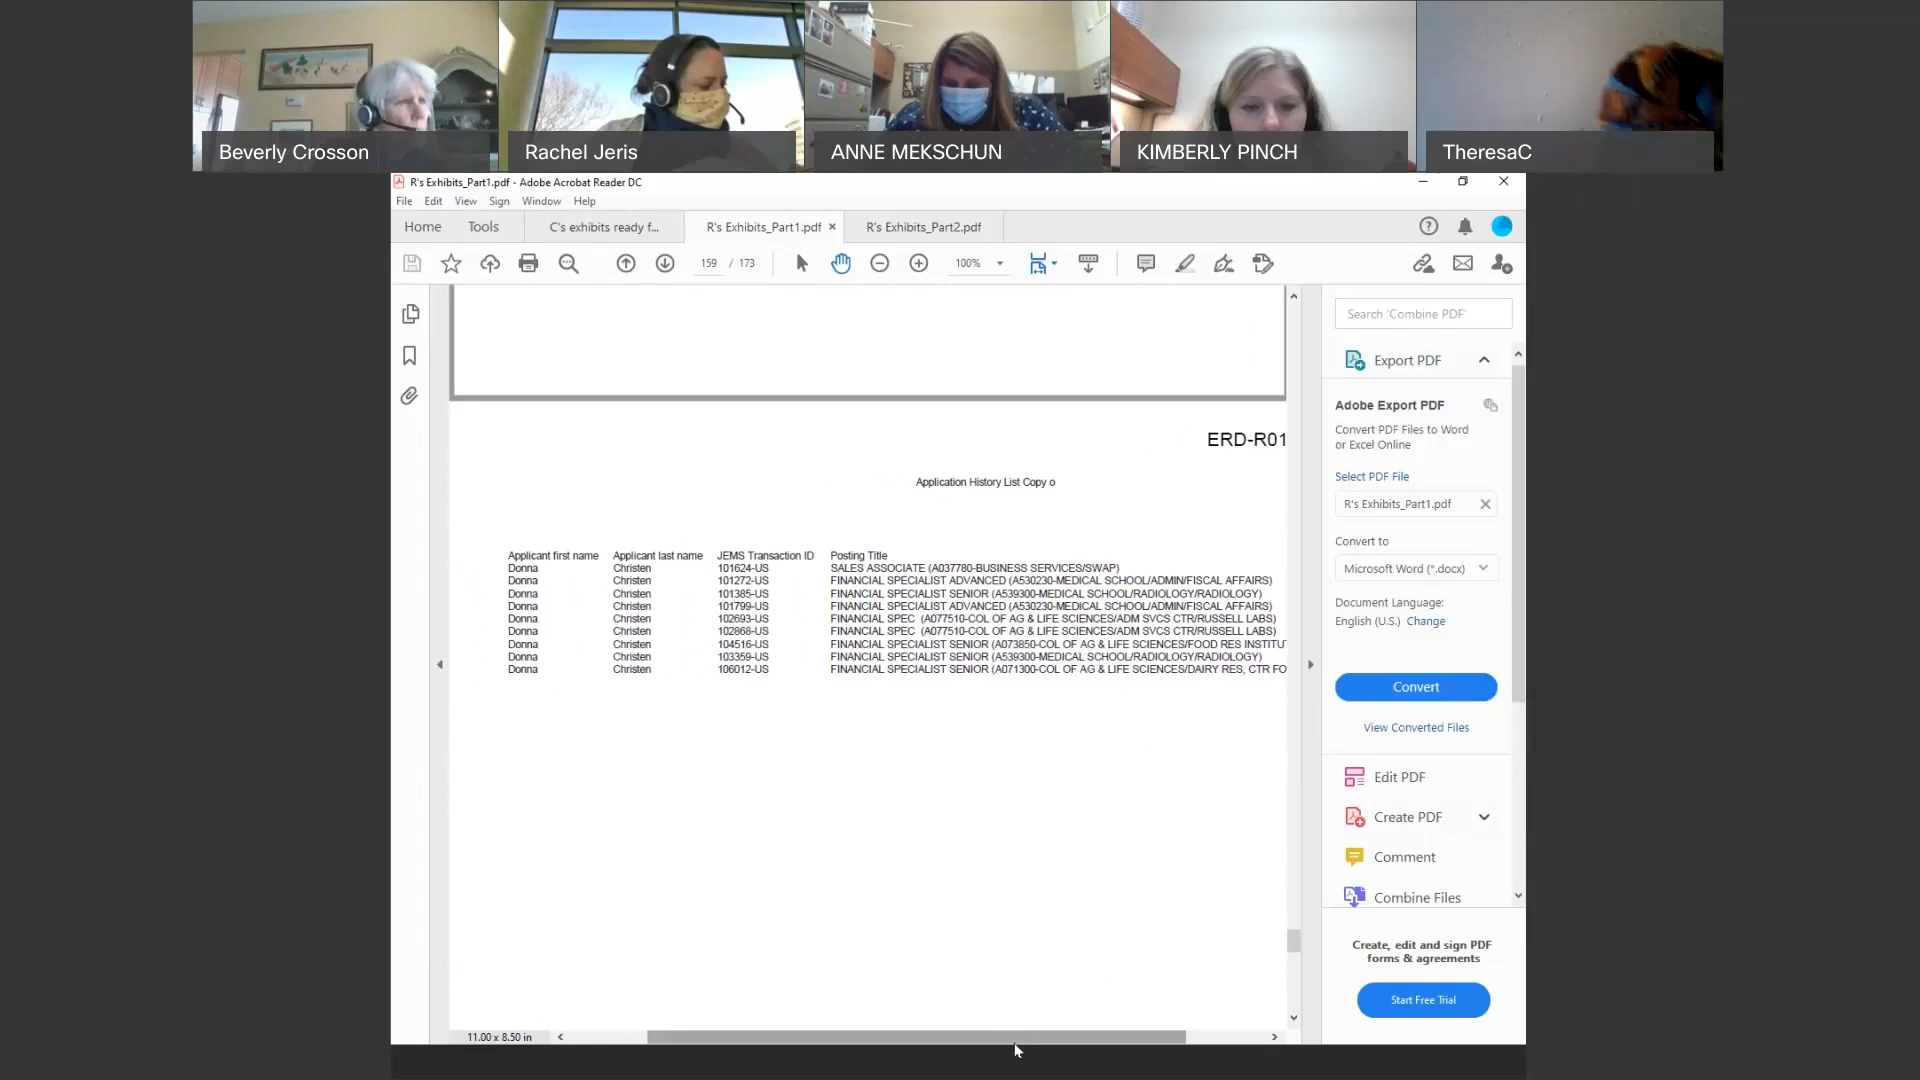 Beverly Crosson
Rachel Jeris
ANNE MEKSCHUN
KIMBERLY PINCH
TheresaC
R's Exhibits_Part1.pdf - Adobe Acrobat Reader DC
File Edit View Sign Window Help
Home Tools C's exhibits ready f... R's Exhibits_Part1.pdf × R's Exhibits_Part2.pdf
159 / 173 100%
Search 'Combine PDF'
Export PDF
Adobe Export PDF
Convert PDF Files to Word
or Excel Online
Select PDF File
R's Exhibits_Part1.pdf
Convert to
Microsoft Word (*.docx)
Document Language:
English (U.S.) Change
Convert
View Converted Files
Edit PDF
Create PDF
Comment
Combine Files
Create, edit and sign PDF
forms & agreements
Start Free Trial
ERD-R01
Application History List Copy o
Applicant first name Applicant last name JEMS Transaction ID Posting Title
Donna Christen 101624-US SALES ASSOCIATE (A037780-BUSINESS SERVICES/SWAP)
Donna Christen 101272-US FINANCIAL SPECIALIST ADVANCED (A530230-MEDICAL SCHOOL/ADMIN/FISCAL AFFAIRS)
Donna Christen 101385-US FINANCIAL SPECIALIST SENIOR (A539300-MEDICAL SCHOOL/RADIOLOGY/RADIOLOGY)
Donna Christen 101799-US FINANCIAL SPECIALIST ADVANCED (A530230-MEDICAL SCHOOL/ADMIN/FISCAL AFFAIRS)
Donna Christen 102693-US FINANCIAL SPEC (A077510-COL OF AG & LIFE SCIENCES/ADM SVCS CTR/RUSSELL LABS)
Donna Christen 102868-US FINANCIAL SPEC (A077510-COL OF AG & LIFE SCIENCES/ADM SVCS CTR/RUSSELL LABS)
Donna Christen 104516-US FINANCIAL SPECIALIST SENIOR (A073850-COL OF AG & LIFE SCIENCES/FOOD RES INSTITUT
Donna Christen 103359-US FINANCIAL SPECIALIST SENIOR (A539300-MEDICAL SCHOOL/RADIOLOGY/RADIOLOGY)
Donna Christen 106012-US FINANCIAL SPECIALIST SENIOR (A071300-COL OF AG & LIFE SCIENCES/DAIRY RES, CTR FO
11.00 x 8.50 in